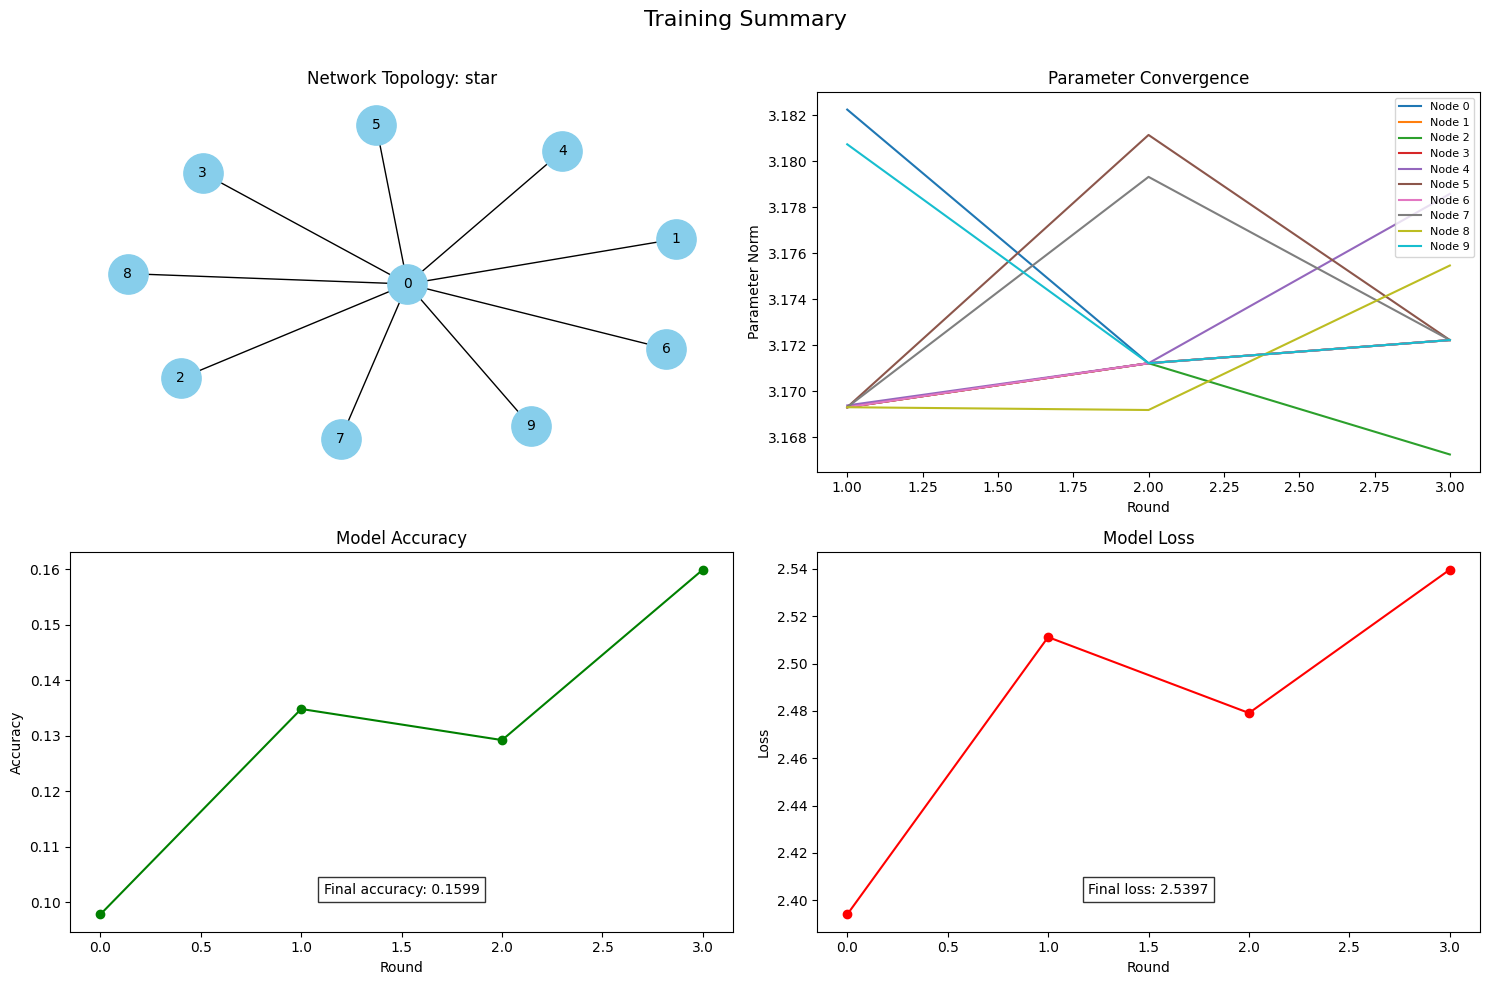 Training Summary
Network Topology: star
5
4
3
1
8
0
6
2
9
7
Parameter Convergence
Parameter Norm
3.182
3.180
3.178
3.176
3.174
3.172
3.170
3.168
Node 0
Node 1
Node 2
Node 3
Node 4
Node 5
Node 6
Node 7
Node 8
Node 9
1.00 1.25 1.50 1.75 2.00 2.25 2.50 2.75 3.00
Round
Model Accuracy
Accuracy
0.16
0.15
0.14
0.13
0.12
0.11
0.10
Final accuracy: 0.1599
0.0 0.5 1.0 1.5 2.0 2.5 3.0
Round
Model Loss
Loss
2.54
2.52
2.50
2.48
2.46
2.44
2.42
2.40
Final loss: 2.5397
0.0 0.5 1.0 1.5 2.0 2.5 3.0
Round